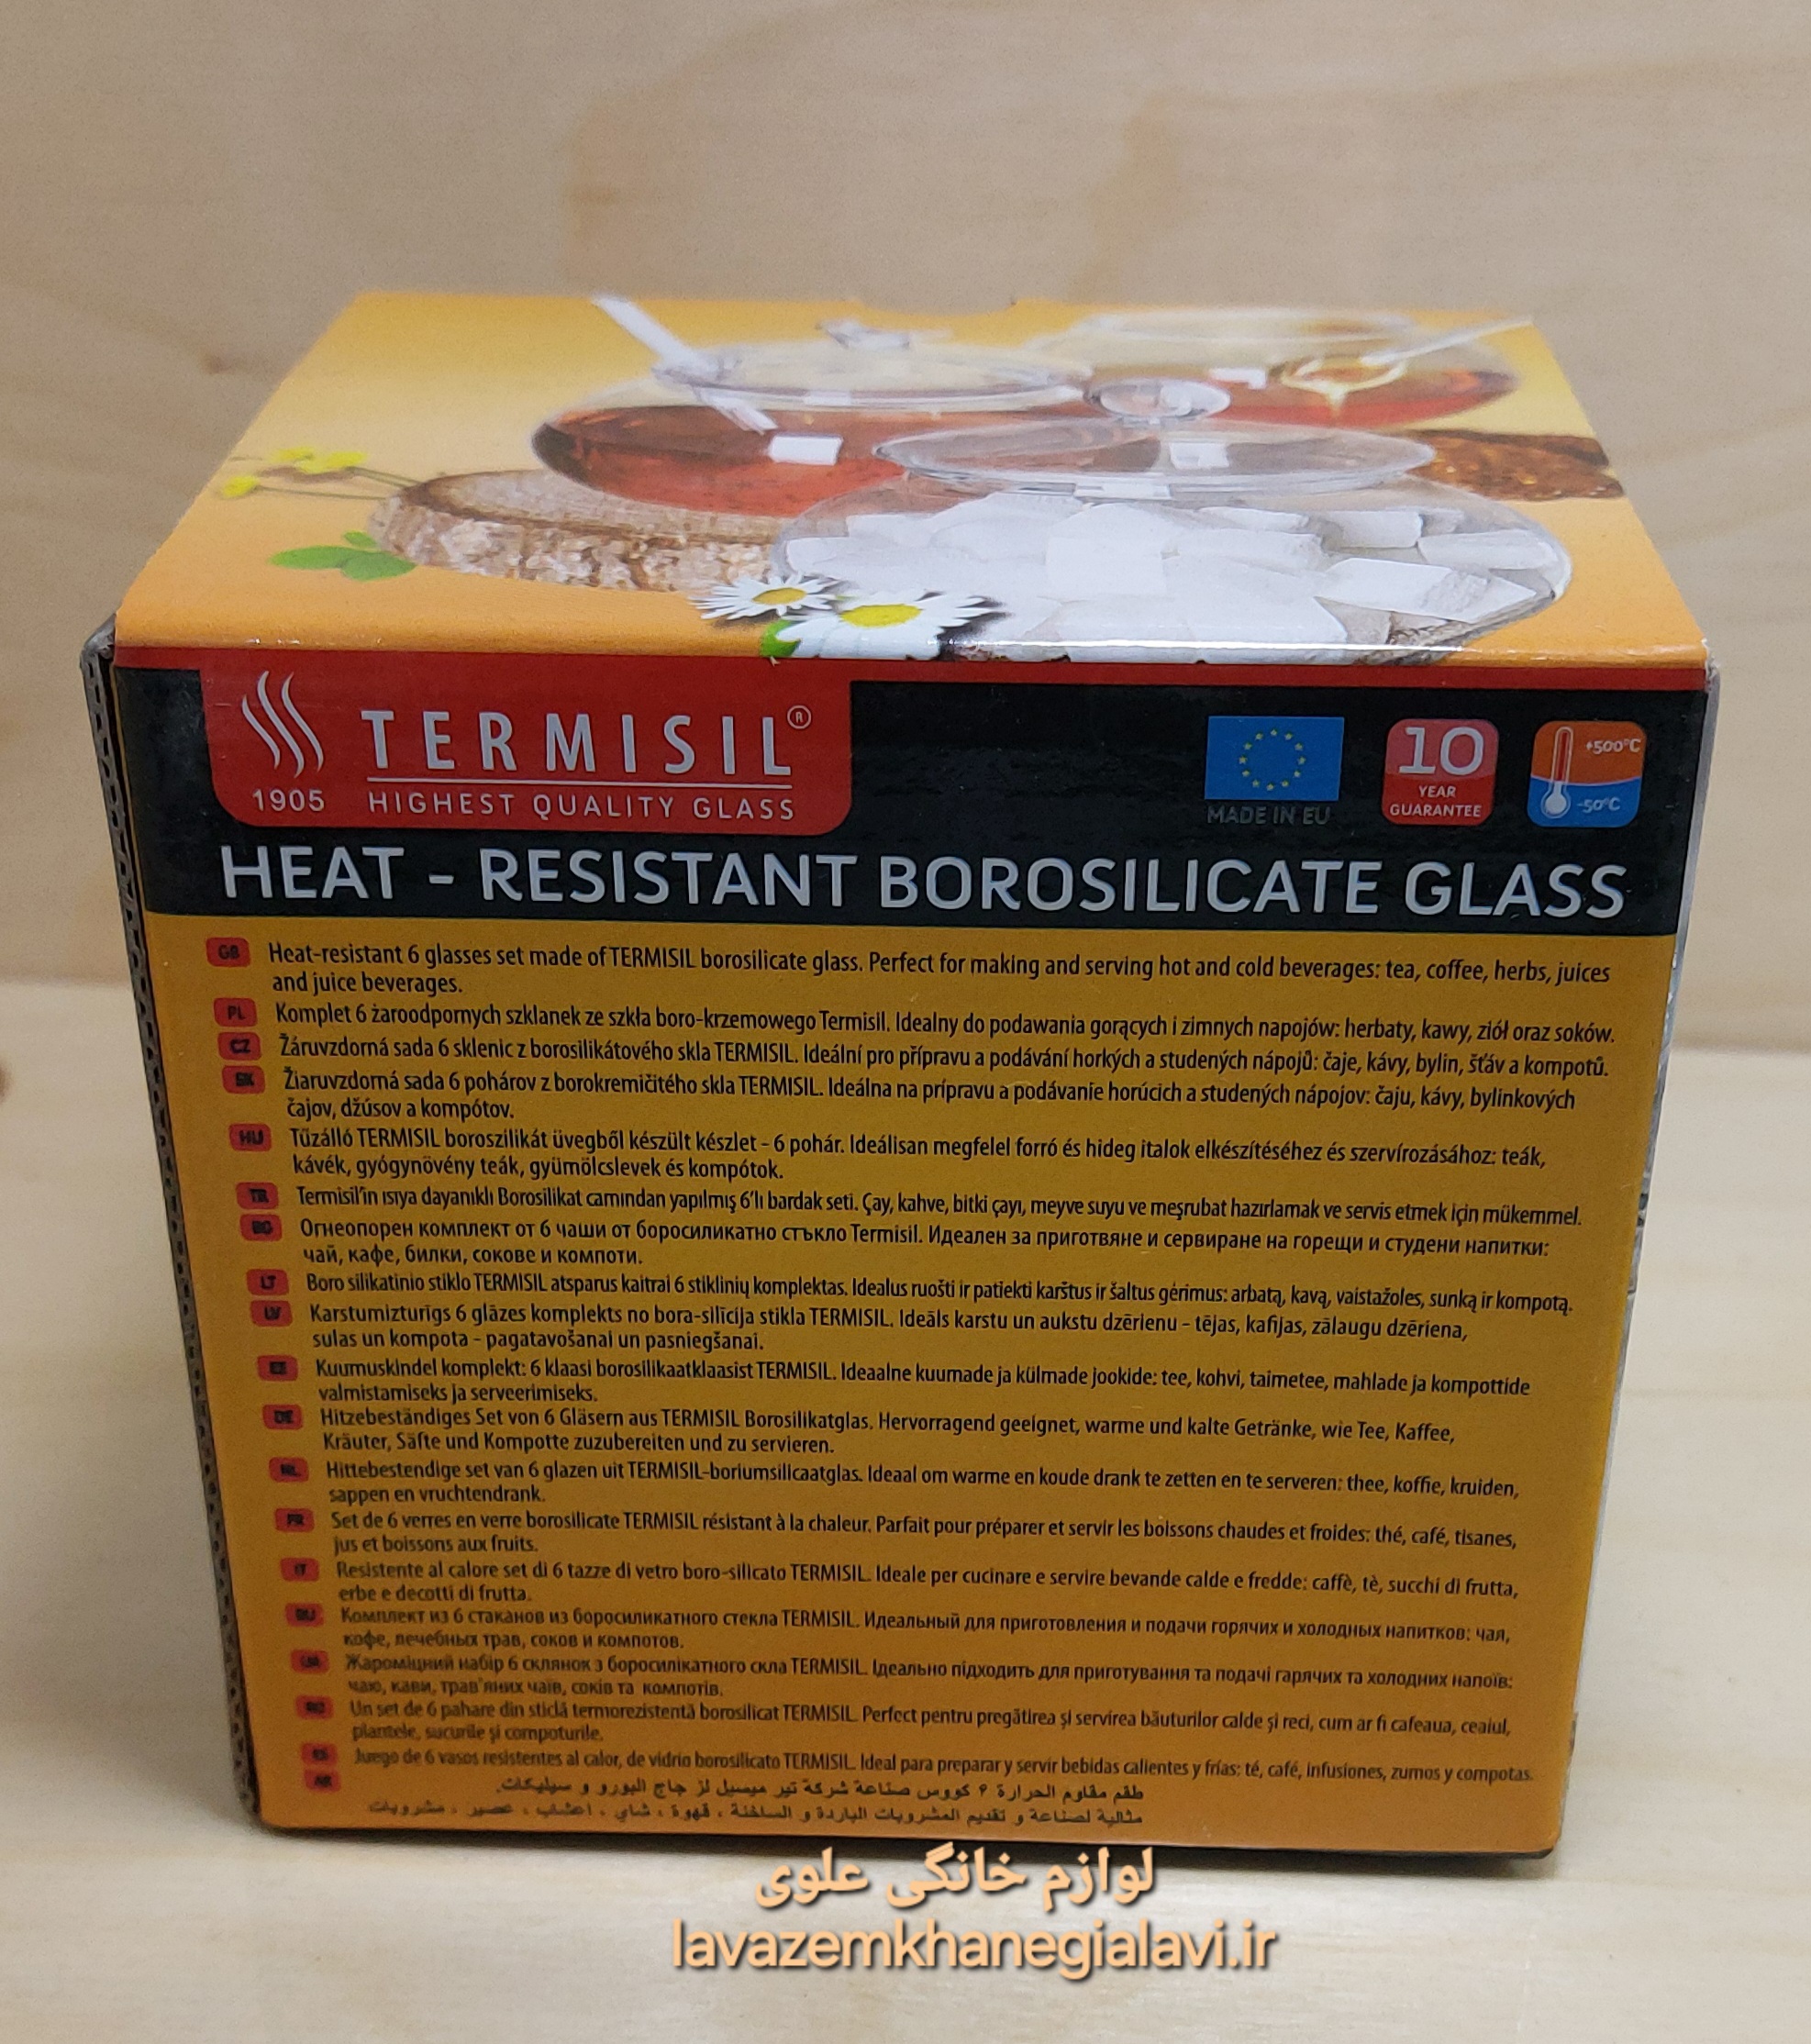 TERMISIL®
1905 HIGHEST QUALITY GLASS
MADE IN EU
10
YEAR
GUARANTEE
+500°C
-50°C
HEAT - RESISTANT BOROSILICATE GLASS
GB Heat-resistant 6 glasses set made of TERMISIL borosilicate glass. Perfect for making and serving hot and cold beverages: tea, coffee, herbs, juices
and juice beverages.
PL Komplet 6 żaroodpornych szklanek ze szkła boro-krzemowego Termisil. Idealny do podawania gorących i zimnych napojów: herbaty, kawy, ziół oraz soków.
CZ Žáruvzdorná sada 6 sklenic z borosilikátového skla TERMISIL. Ideální pro přípravu a podávání horkých a studených nápojů: čaje, kávy, bylin, šťáv a kompotů.
SK Žiaruvzdorná sada 6 pohárov z borokremičitého skla TERMISIL. Ideálna na prípravu a podávanie horúcich a studených nápojov: čaju, kávy, bylinkových
čajov, džúsov a kompótov.
HU Tűzálló TERMISIL boroszilikát üvegből készült készlet - 6 pohár. Ideálisan megfelel forró és hideg italok elkészítéséhez és szervírozásához: teák,
kávék, gyógynövény teák, gyümölcslevek és kompótok.
TR Termisil'in ısıya dayanıklı Borosilikat camından yapılmış 6'lı bardak seti. Çay, kahve, bitki çayı, meyve suyu ve meşrubat hazırlamak ve servis etmek için mükemmel.
BG Огнеопорен комплект от 6 чаши от боросиликатно стъкло Termisil. Идеален за приготвяне и сервиране на горещи и студени напитки:
чай, кафе, билки, сокове и компоти.
LT Boro silikatinio stiklo TERMISIL atsparus kaitrai 6 stiklinių komplektas. Idealus ruošti ir patiekti karštus ir šaltus gėrimus: arbatą, kavą, vaistažoles, sunką ir kompotą.
LV Karstumizturīgs 6 glāzes komplekts no bora-silīcija stikla TERMISIL. Ideāls karstu un aukstu dzērienu - tējas, kafijas, zālaugu dzēriena,
sulas un kompota - pagatavošanai un pasniegšanai.
EE Kuumuskindel komplekt: 6 klaasi borosilikaatklaasist TERMISIL. Ideaalne kuumade ja külmade jookide: tee, kohvi, taimetee, mahlade ja kompottide
valmistamiseks ja serveerimiseks.
DE Hitzebeständiges Set von 6 Gläsern aus TERMISIL Borosilikatglas. Hervorragend geeignet, warme und kalte Getränke, wie Tee, Kaffee,
Kräuter, Säfte und Kompotte zuzubereiten und zu servieren.
NL Hittebestendige set van 6 glazen uit TERMISIL-boriumsilicaatglas. Ideaal om warme en koude drank te zetten en te serveren: thee, koffie, kruiden,
sappen en vruchtendrank.
FR Set de 6 verres en verre borosilicate TERMISIL résistant à la chaleur. Parfait pour préparer et servir les boissons chaudes et froides: thé, café, tisanes,
jus et boissons aux fruits.
IT Resistente al calore set di 6 tazze di vetro boro-silicato TERMISIL. Ideale per cucinare e servire bevande calde e fredde: caffè, tè, succhi di frutta,
erbe e decotti di frutta.
RU Комплект из 6 стаканов из боросиликатного стекла TERMISIL. Идеальный для приготовления и подачи горячих и холодных напитков: чая,
кофе, лечебных трав, соков и компотов.
UA Жароміцний набір 6 склянок з боросилікатного скла TERMISIL. Ідеально підходить для приготування та подачі гарячих та холодних напоїв:
чаю, кави, трав'яних чаїв, соків та компотів.
RO Un set de 6 pahare din sticlă termorezistentă borosilicat TERMISIL. Perfect pentru pregătirea și servirea băuturilor calde și reci, cum ar fi cafeaua, ceaiul,
plantele, sucurile și compoturile.
ES Juego de 6 vasos resistentes al calor, de vidrio borosilicato TERMISIL. Ideal para preparar y servir bebidas calientes y frías: té, café, infusiones, zumos y compotas.
AR طقم مقاوم الحرارة ۶ كووس صناعة شركة تير ميسيل لز جاج البورو و سيليكات.
مثالية لصناعة و تقديم المشروبات الباردة و الساخنة ، قهوة ، شاي ، اعشاب ، عصير ، مشروبات
لوازم خانگی علوی
lavazemkhanegialavi.ir